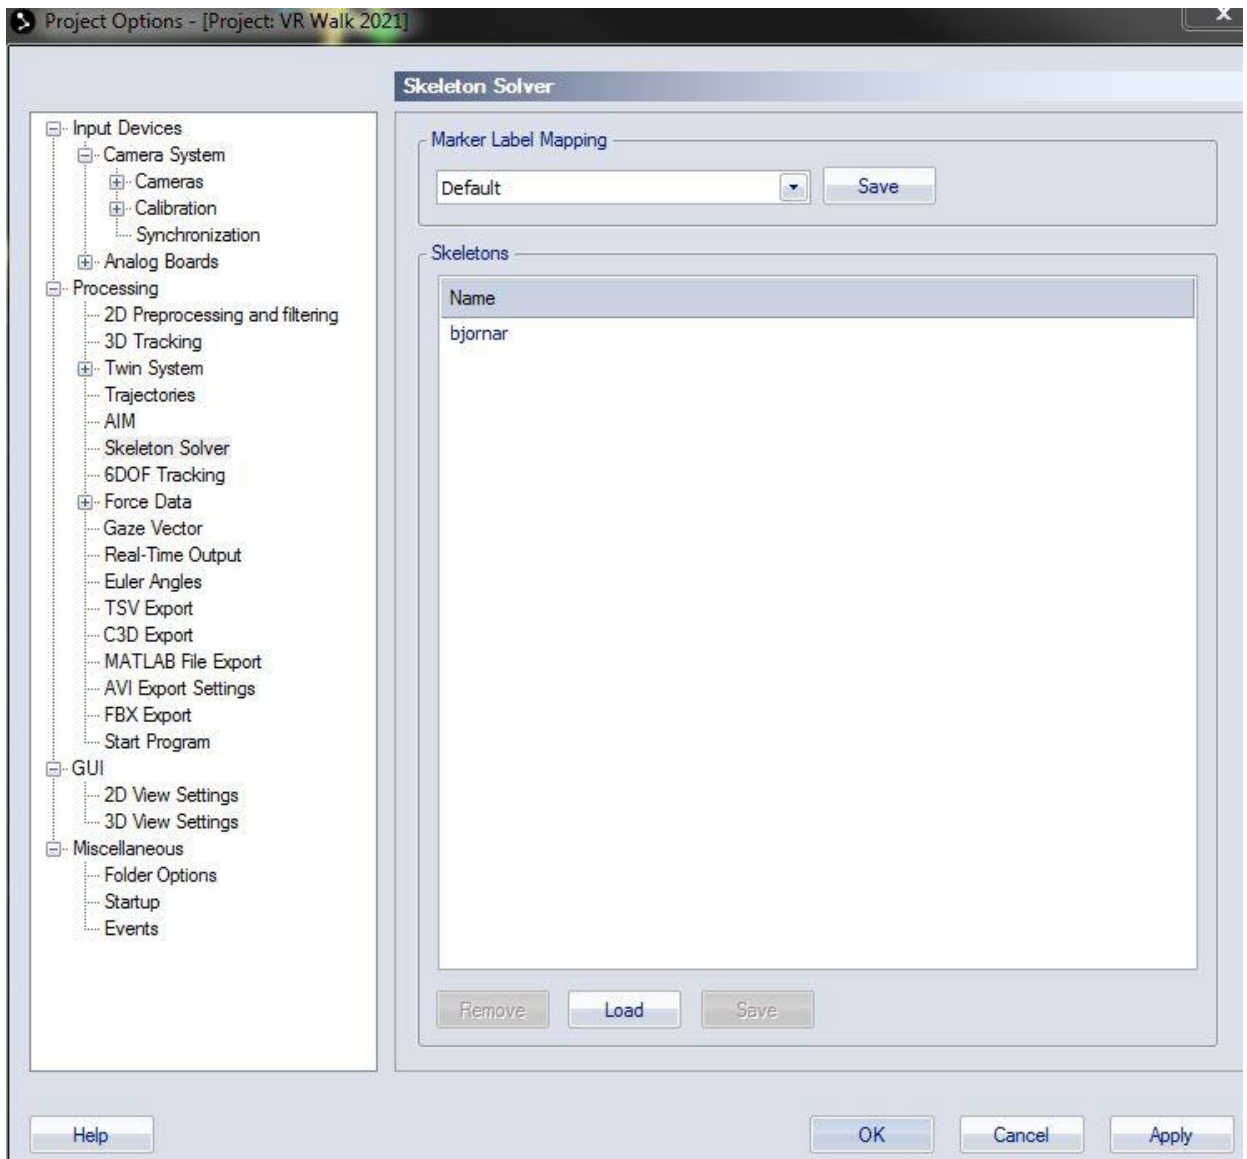 Project Options - [Project: VR Walk 2021]
Skeleton Solver
Input Devices
Camera System
Cameras
Calibration
Synchronization
Analog Boards
Processing
2D Preprocessing and filtering
3D Tracking
Twin System
Trajectories
AIM
Skeleton Solver
6DOF Tracking
Force Data
Gaze Vector
Real-Time Output
Euler Angles
TSV Export
C3D Export
MATLAB File Export
AVI Export Settings
FBX Export
Start Program
GUI
2D View Settings
3D View Settings
Miscellaneous
Folder Options
Startup
Events
Marker Label Mapping
Default
Save
Skeletons
Name
bjornar
Remove Load Save
Help OK Cancel Apply